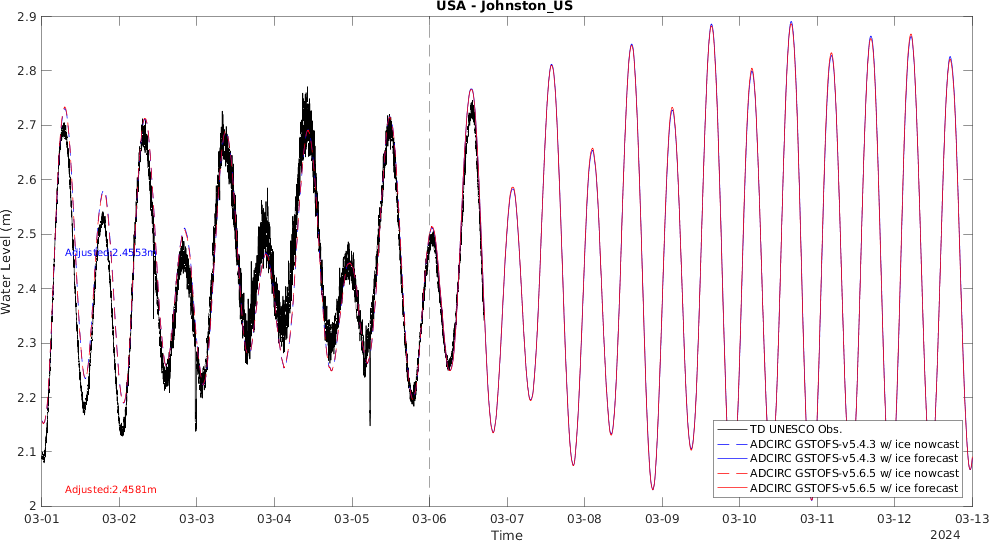 USA - Johnston_US
2.9
2.8
2.7
2.6
2.5
2.4
2.3
2.2
2.1
2
Water Level (m)
Adjusted:2.4553m
Adjusted:2.4581m
TD UNESCO Obs.
ADCIRC GSTOFS-v5.4.3 w/ ice nowcast
ADCIRC GSTOFS-v5.4.3 w/ ice forecast
ADCIRC GSTOFS-v5.6.5 w/ ice nowcast
ADCIRC GSTOFS-v5.6.5 w/ ice forecast
03-01 03-02 03-03 03-04 03-05 03-06 03-07 03-08 03-09 03-10 03-11 03-12 03-13
Time
2024